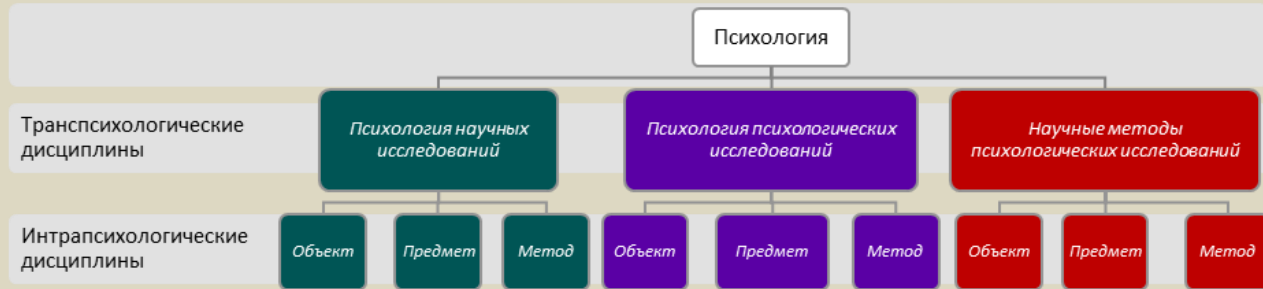 Психология
Транспсихологические
дисциплины
Психология научных
исследований
Психология психологических
исследований
Научные методы
психологических исследований
Интрапсихологические
дисциплины
Объект
Предмет
Метод
Объект
Предмет
Метод
Объект
Предмет
Метод